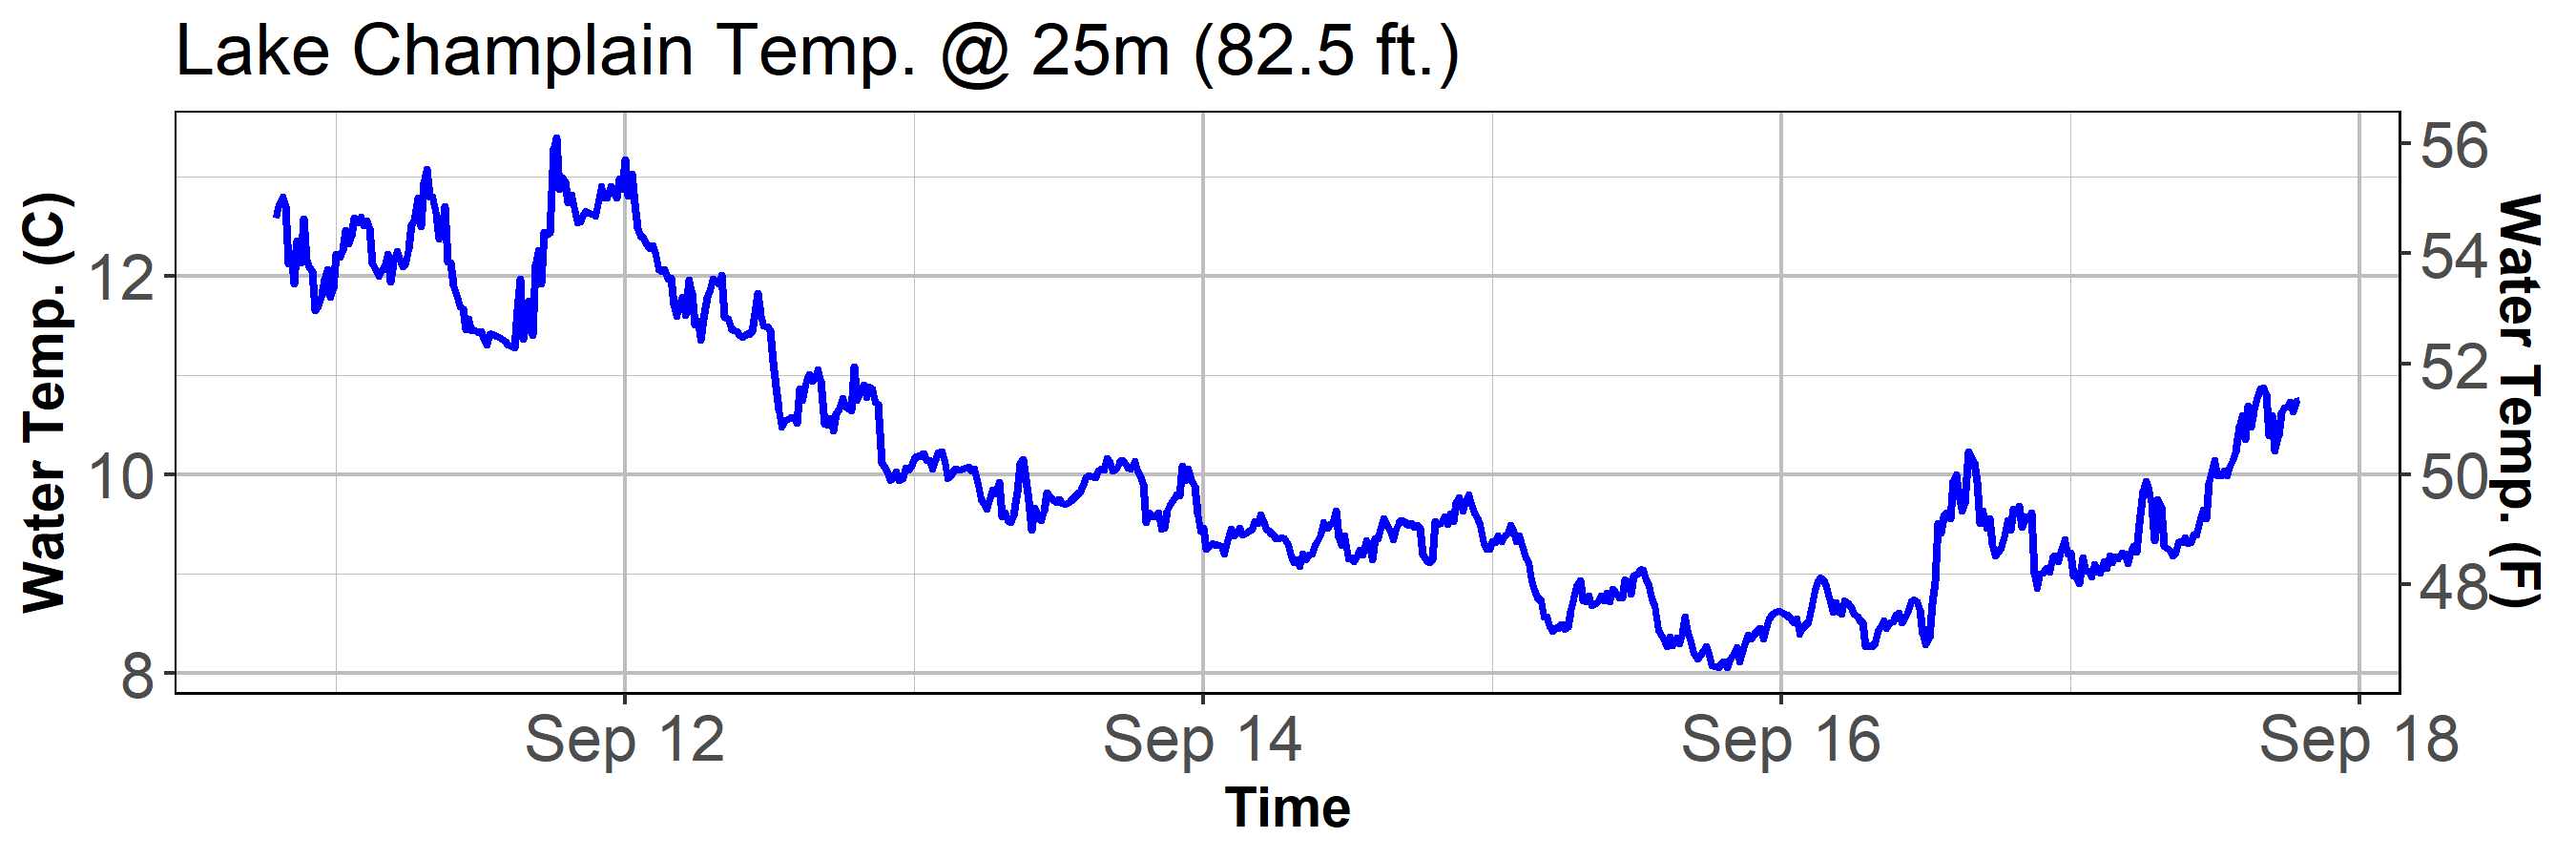 Lake Champlain Temp. @ 25m (82.5 ft.)
Water Temp. (C)
12
10
8
56
54
52
50
48
Water Temp. (F)
Sep 12
Sep 14
Sep 16
Sep 18
Time